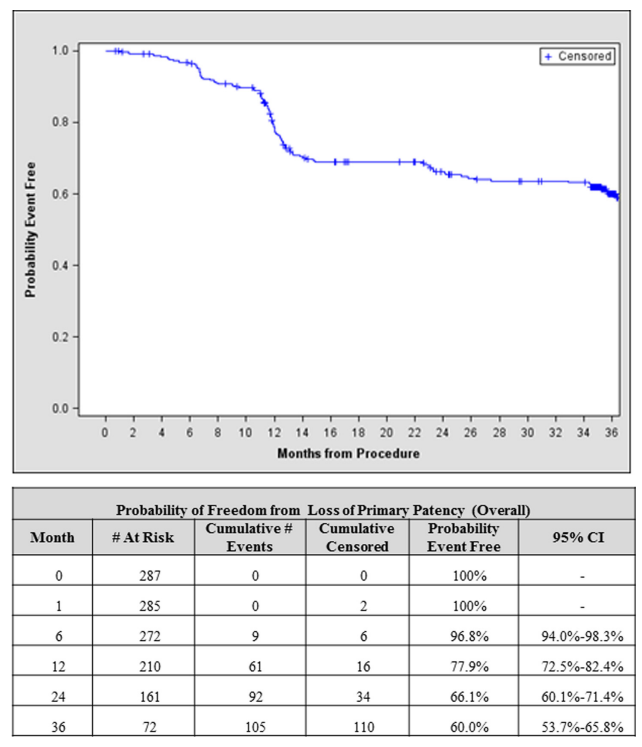 1.0
0.8
0.6
0.4
0.2
0.0
Probability Event Free
+ Censored
0 2 4 6 8 10 12 14 16 18 20 22 24 26 28 30 32 34 36
Months from Procedure
Probability of Freedom from Loss of Primary Patency (Overall)
Month # At Risk Cumulative # Events Cumulative Censored Probability Event Free 95% CI
0 287 0 0 100% -
1 285 0 2 100% -
6 272 9 6 96.8% 94.0%-98.3%
12 210 61 16 77.9% 72.5%-82.4%
24 161 92 34 66.1% 60.1%-71.4%
36 72 105 110 60.0% 53.7%-65.8%